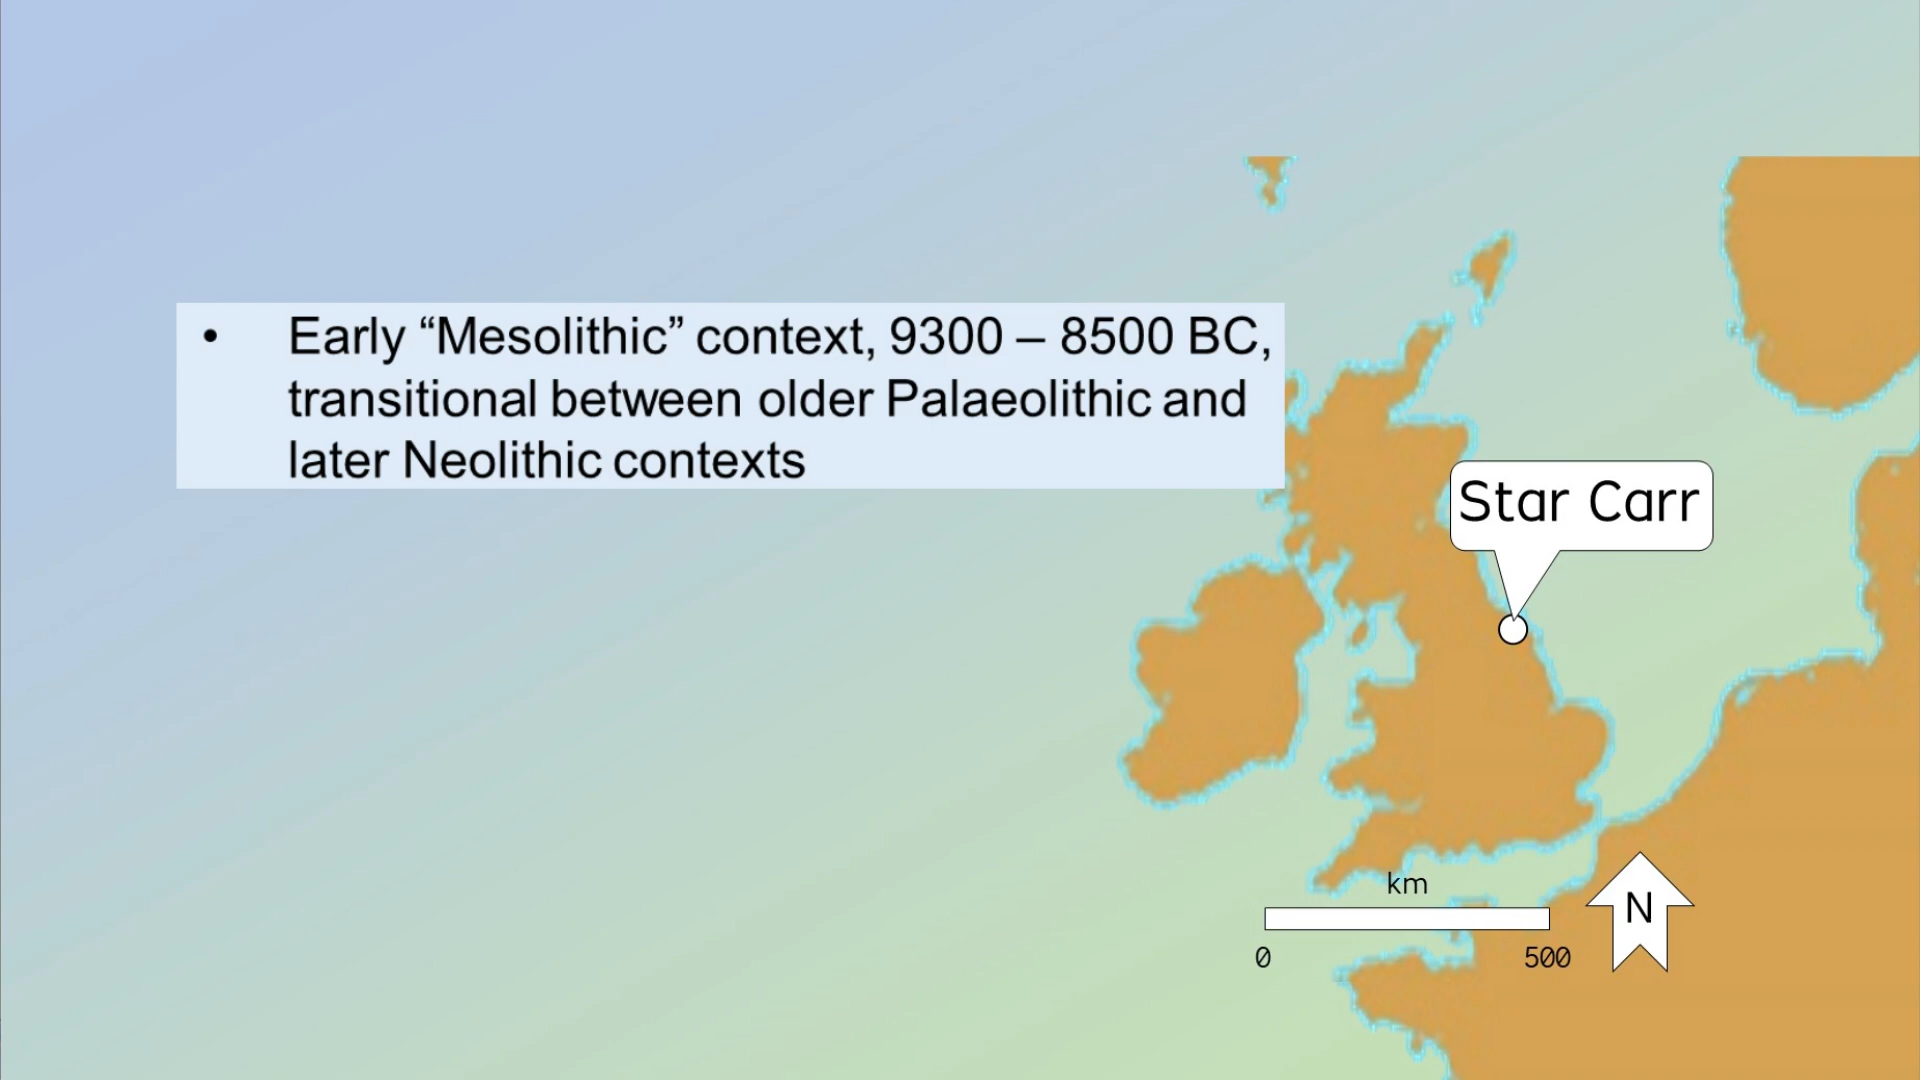 • Early “Mesolithic” context, 9300 – 8500 BC,
transitional between older Palaeolithic and
later Neolithic contexts
Star Carr
km
0 500
N